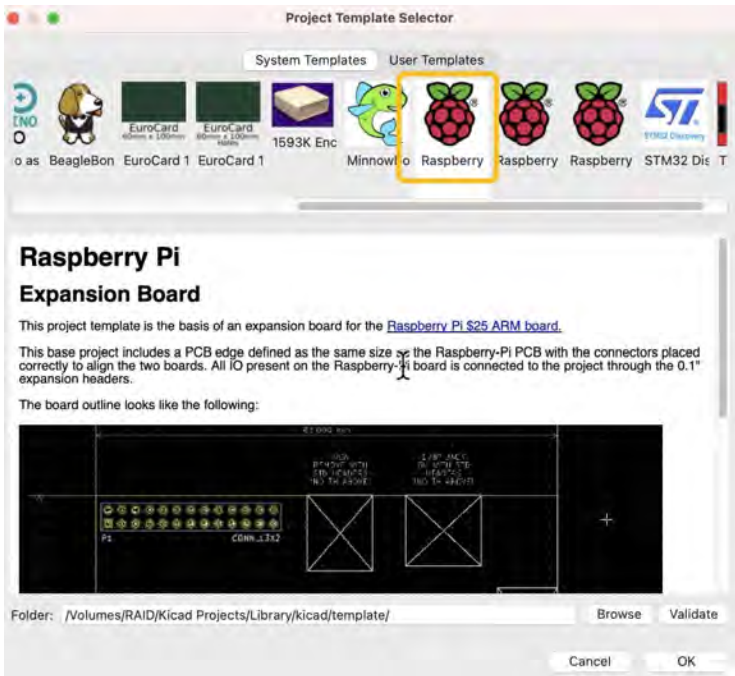 Project Template Selector
System Templates User Templates
EuroCard
EuroCard
o as BeagleBon EuroCard 1 EuroCard 1 1593K Enc Raspberry Raspberry Raspberry STM32 Dis T
Raspberry Pi
Expansion Board
This project template is the basis of an expansion board for the Raspberry Pi $25 ARM board.
This base project includes a PCB edge defined as the same size the Raspberry-Pi PCB with the connectors placed
correctly to align the two boards. All IO present on the Raspberry-Pi board is connected to the project through the 0.1"
expansion headers.
The board outline looks like the following:
P1
Folder: /Volumes/RAID/Kicad Projects/Library/kicad/template/ Browse Validate
Cancel OK